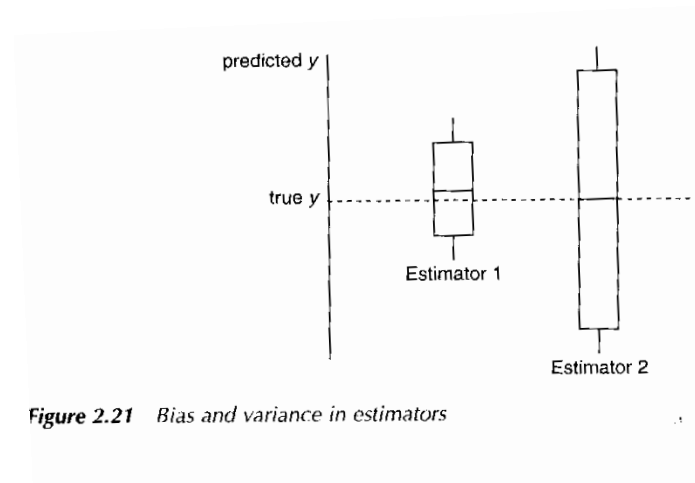 predicted y
true y
Estimator 1
Estimator 2
Figure 2.21 Bias and variance in estimators